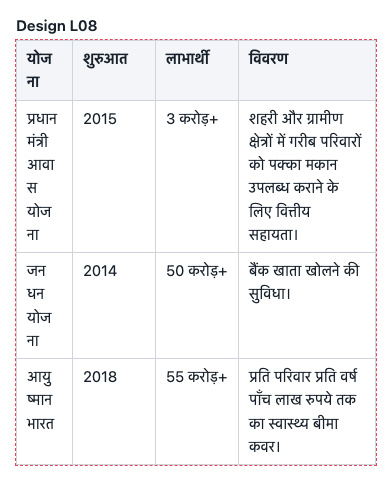 Design L08
योज
ना
शुरुआत
लाभार्थी
विवरण
प्रधान
मंत्री
आवा
स
योज
ना
2015
3 करोड़+
शहरी और ग्रामीण
क्षेत्रों में गरीब परिवारों
को पक्का मकान
उपलब्ध कराने के
लिए वित्तीय
सहायता।
जन
धन
योज
ना
2014
50 करोड़+
बैंक खाता खोलने की
सुविधा।
आयु
ष्मान
भारत
2018
55 करोड़+
प्रति परिवार प्रति वर्ष
पाँच लाख रुपये तक
का स्वास्थ्य बीमा
कवर।